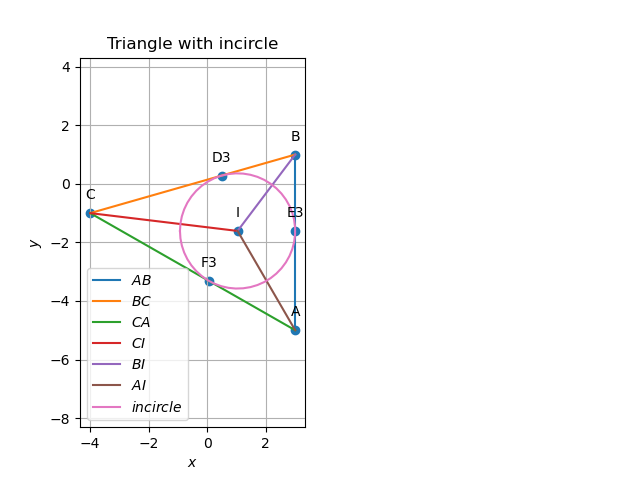 Triangle with incircle
4
2
0
−2
−4
−6
−8
y
B
D3
C
I
E3
F3
A
AB
BC
CA
CI
BI
AI
incircle
−4 −2 0 2
x